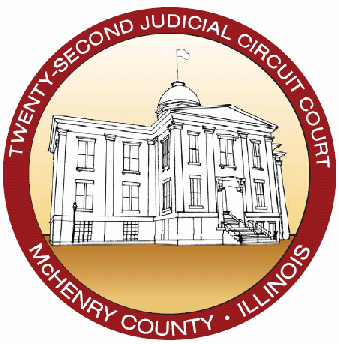 TWENTY-SECOND JUDICIAL CIRCUIT COURT
McHENRY COUNTY · ILLINOIS